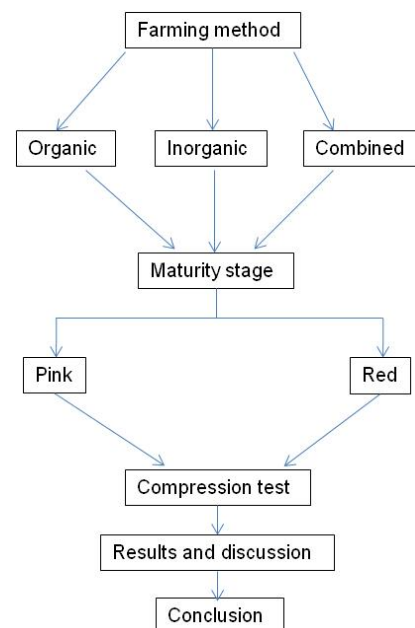 Farming method
Organic
Inorganic
Combined
Maturity stage
Pink
Red
Compression test
Results and discussion
Conclusion